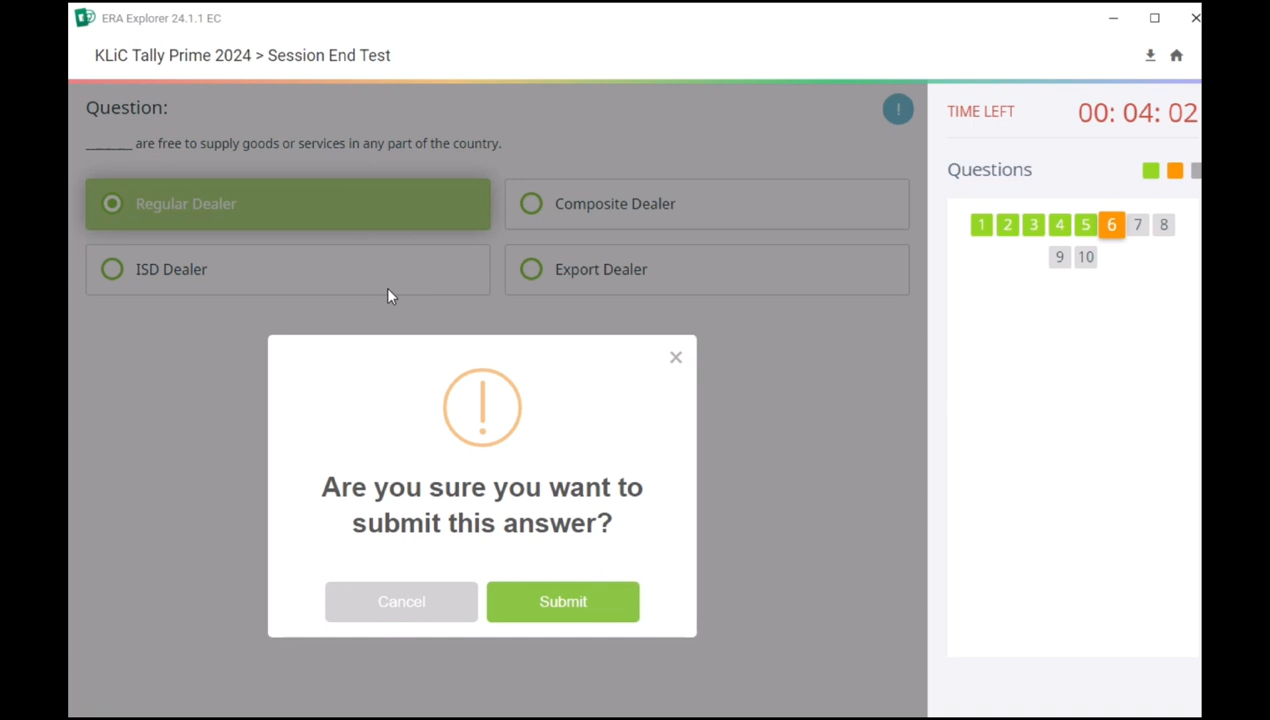 ERA Explorer 24.1.1 EC
KLiC Tally Prime 2024 > Session End Test
Question:
TIME LEFT 00: 04: 02
________ are free to supply goods or services in any part of the country.
Questions
Regular Dealer
Composite Dealer
1 2 3 4 5 6 7 8
9 10
ISD Dealer
Export Dealer
Are you sure you want to
submit this answer?
Cancel
Submit